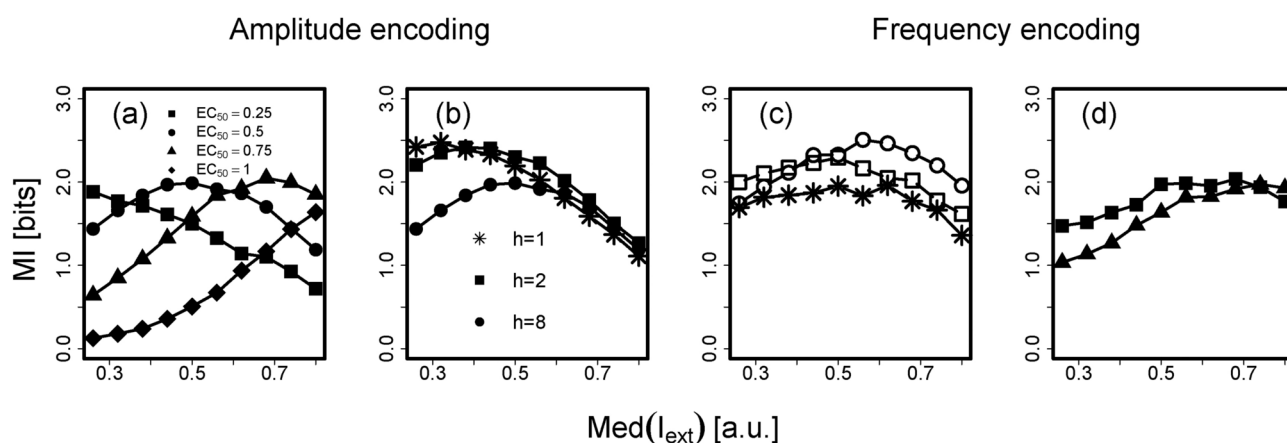 Amplitude encoding
Frequency encoding
MI [bits]
(a)
EC50 = 0.25
EC50 = 0.5
EC50 = 0.75
EC50 = 1
3.0
2.0
1.0
0.0
0.3
0.5
0.7
(b)
h=1
h=2
h=8
3.0
2.0
1.0
0.0
0.3
0.5
0.7
(c)
3.0
2.0
1.0
0.0
0.3
0.5
0.7
(d)
3.0
2.0
1.0
0.0
0.3
0.5
0.7
Med(Iext) [a.u.]